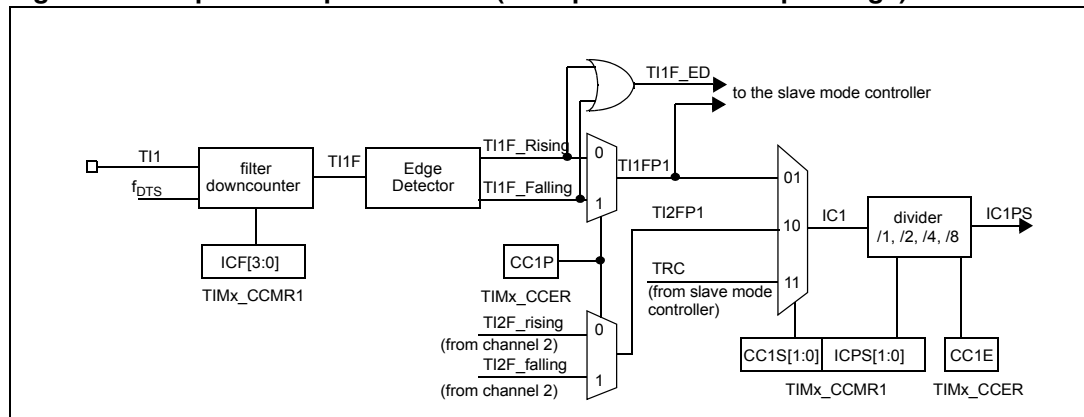 TI1F_ED
to the slave mode controller
TI1
TI1F
TI1F_Rising
0
TI1FP1
filter
downcounter
Edge
Detector
01
fDTS
TI1F_Falling
1
TI2FP1
10
IC1
divider
/1, /2, /4, /8
IC1PS
ICF[3:0]
CC1P
TRC
(from slave mode
controller)
11
TIMx_CCMR1
TIMx_CCER
TI2F_rising
(from channel 2)
0
TI2F_falling
(from channel 2)
1
CC1S[1:0]
ICPS[1:0]
CC1E
TIMx_CCMR1
TIMx_CCER